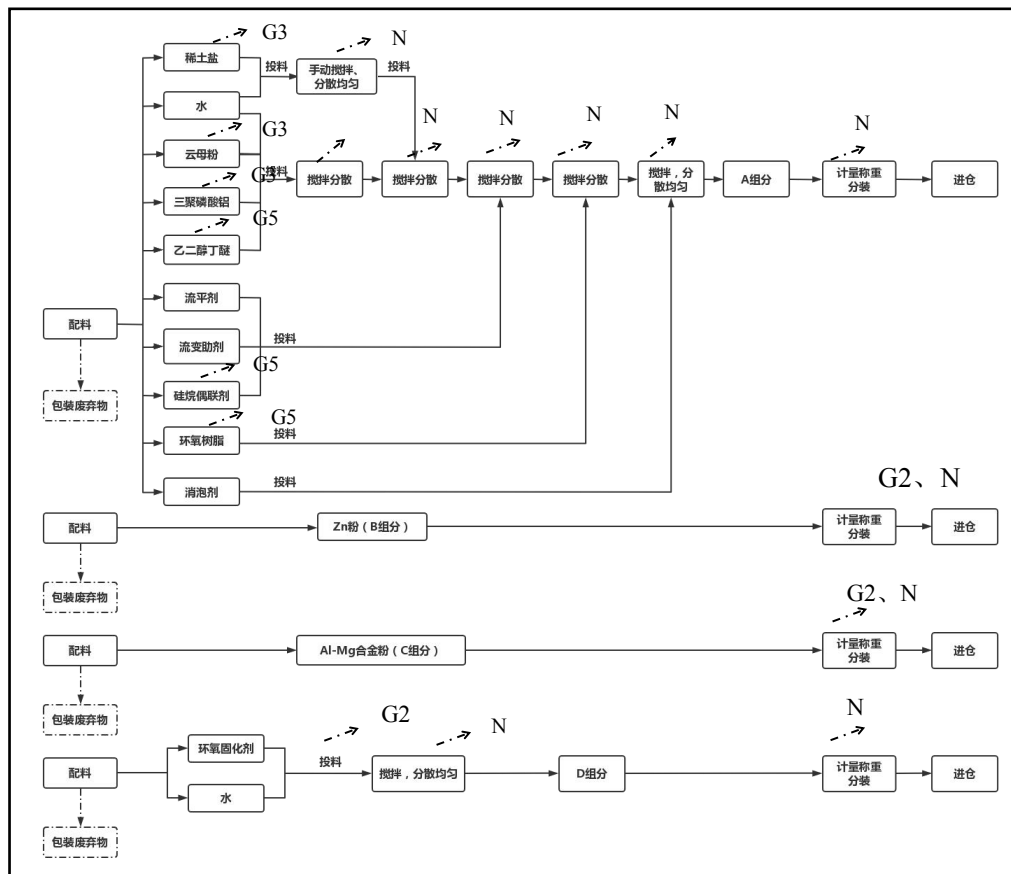 G3
N
稀土盐
投料
手动搅拌、
分散均匀
投料
水
G3
N
N
N
N
N
云母粉
投料
搅拌分散
搅拌分散
搅拌分散
搅拌分散
搅拌，分
散均匀
A组分
计量称重
分装
进仓
G3
三聚磷酸铝
G5
乙二醇丁醚
流平剂
配料
流变助剂
投料
G5
包装废弃物
硅烷偶联剂
G5
环氧树脂
投料
消泡剂
投料
G2、N
配料
Zn粉（B组分）
计量称重
分装
进仓
包装废弃物
G2、N
配料
Al-Mg合金粉（C组分）
计量称重
分装
进仓
包装废弃物
G2
N
N
环氧固化剂
配料
投料
搅拌，分散均匀
D组分
计量称重
分装
进仓
水
包装废弃物